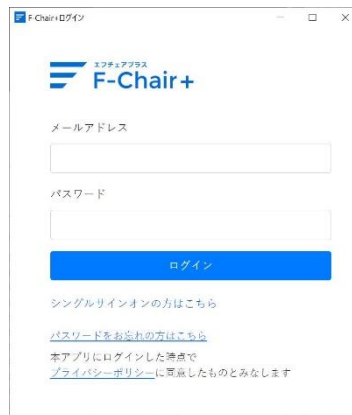 F-Chair+ログイン
エフチェアプラス
F-Chair+
メールアドレス
パスワード
ログイン
シングルサインオンの方はこちら
パスワードをお忘れの方はこちら
本アプリにログインした時点で
プライバシーポリシーに同意したものとみなします